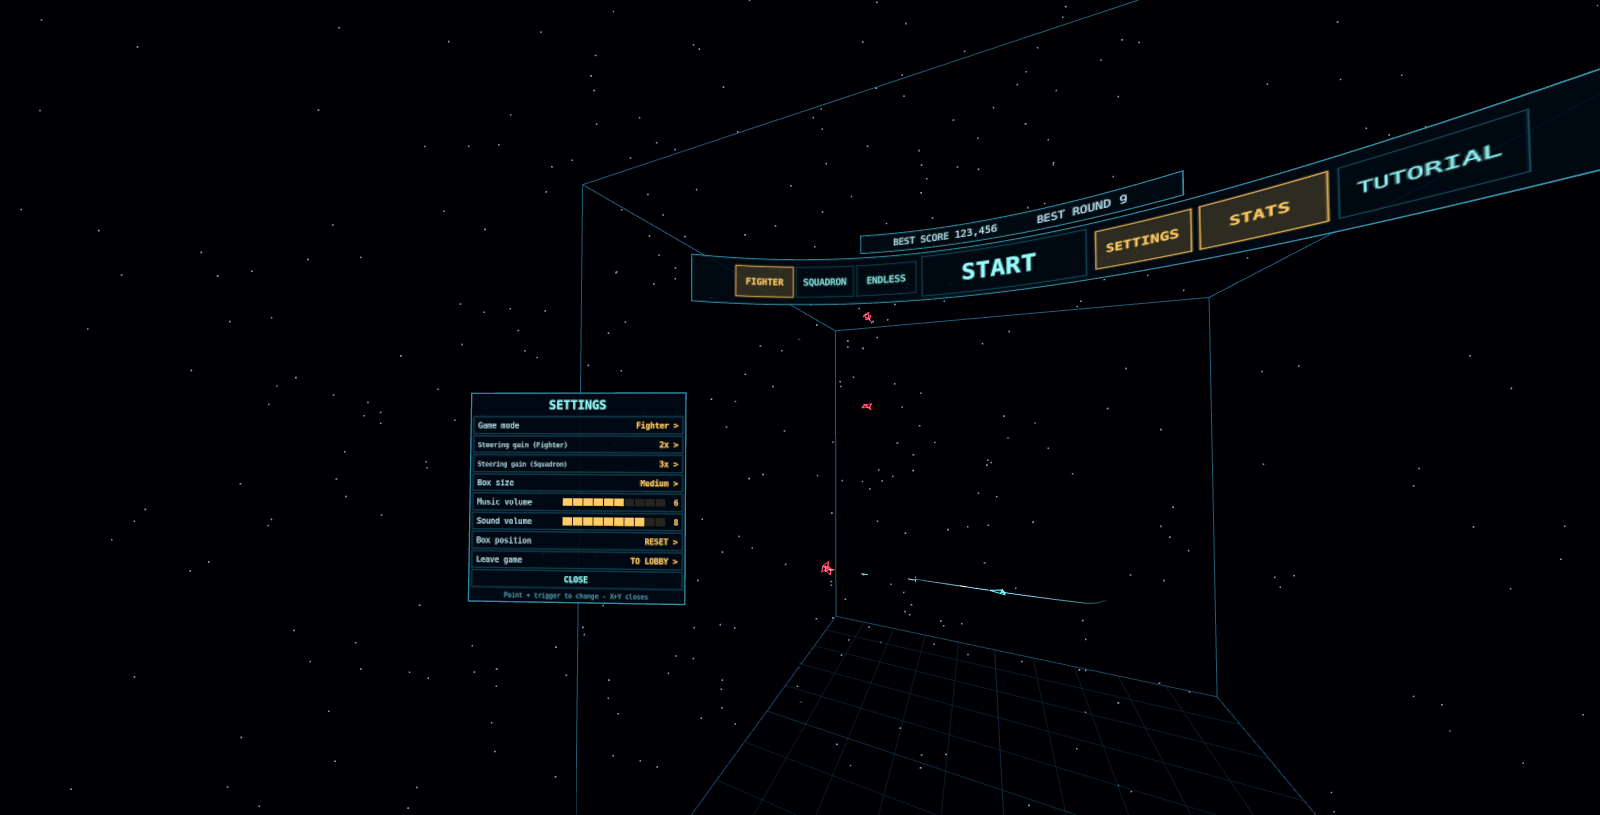 BEST SCORE 123,456 BEST ROUND 9
FIGHTER SQUADRON ENDLESS START SETTINGS STATS TUTORIAL
SETTINGS
Game mode Fighter >
Steering gain (Fighter) 2x >
Steering gain (Squadron) 3x >
Box size Medium >
Music volume 6
Sound volume 8
Box position RESET >
Leave game TO LOBBY >
CLOSE
Point + trigger to change - X+Y closes